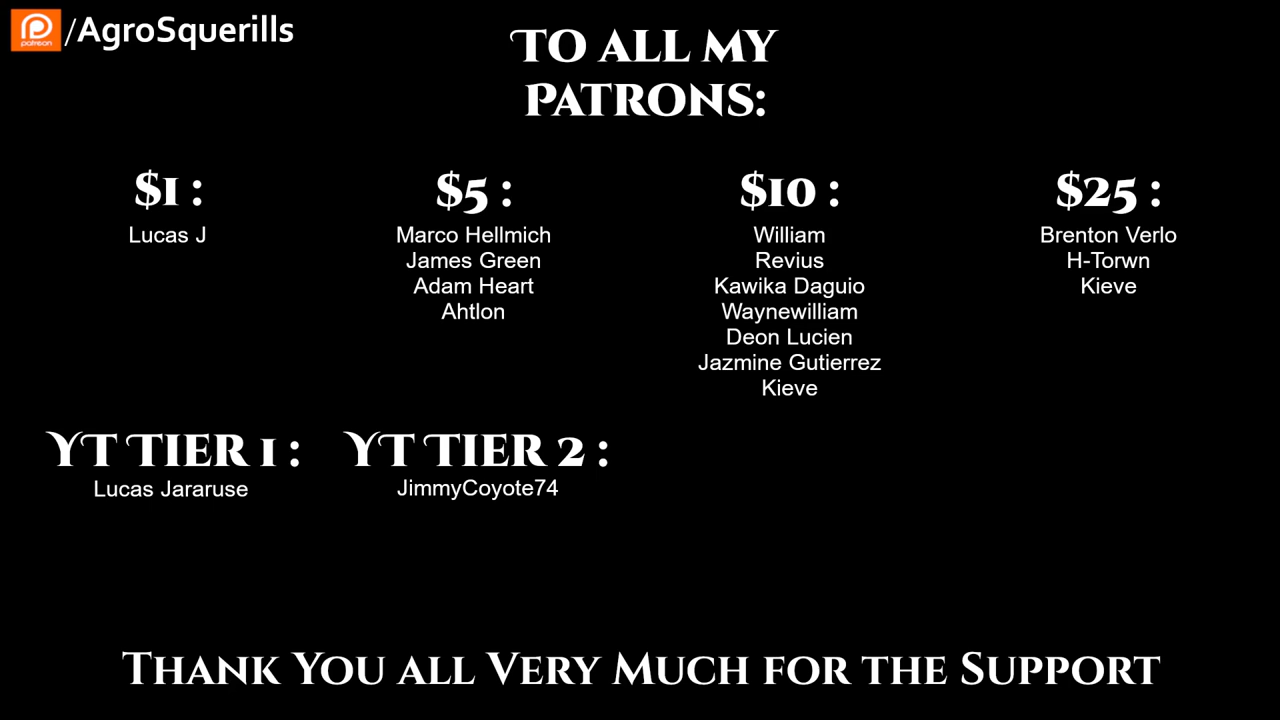 patreon
/AgroSquerills
To all my
Patrons:
$1 :
Lucas J
$5 :
Marco Hellmich
James Green
Adam Heart
Ahtlon
$10 :
William
Revius
Kawika Daguio
Waynewilliam
Deon Lucien
Jazmine Gutierrez
Kieve
$25 :
Brenton Verlo
H-Torwn
Kieve
YT Tier 1 :
Lucas Jararuse
YT Tier 2 :
JimmyCoyote74
Thank You all Very Much for the Support